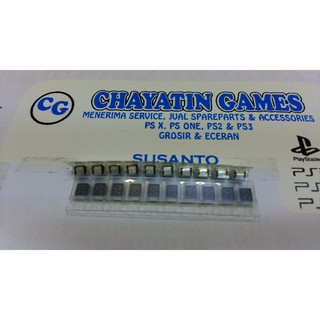 CG
CHAYATIN GAMES
MENERIMA SERVICE, JUAL SPAREPARTS & ACCESSORIES
PS X, PS ONE, PS2 & PS3
GROSIR & ECERAN
SUSANTO
PlayStation